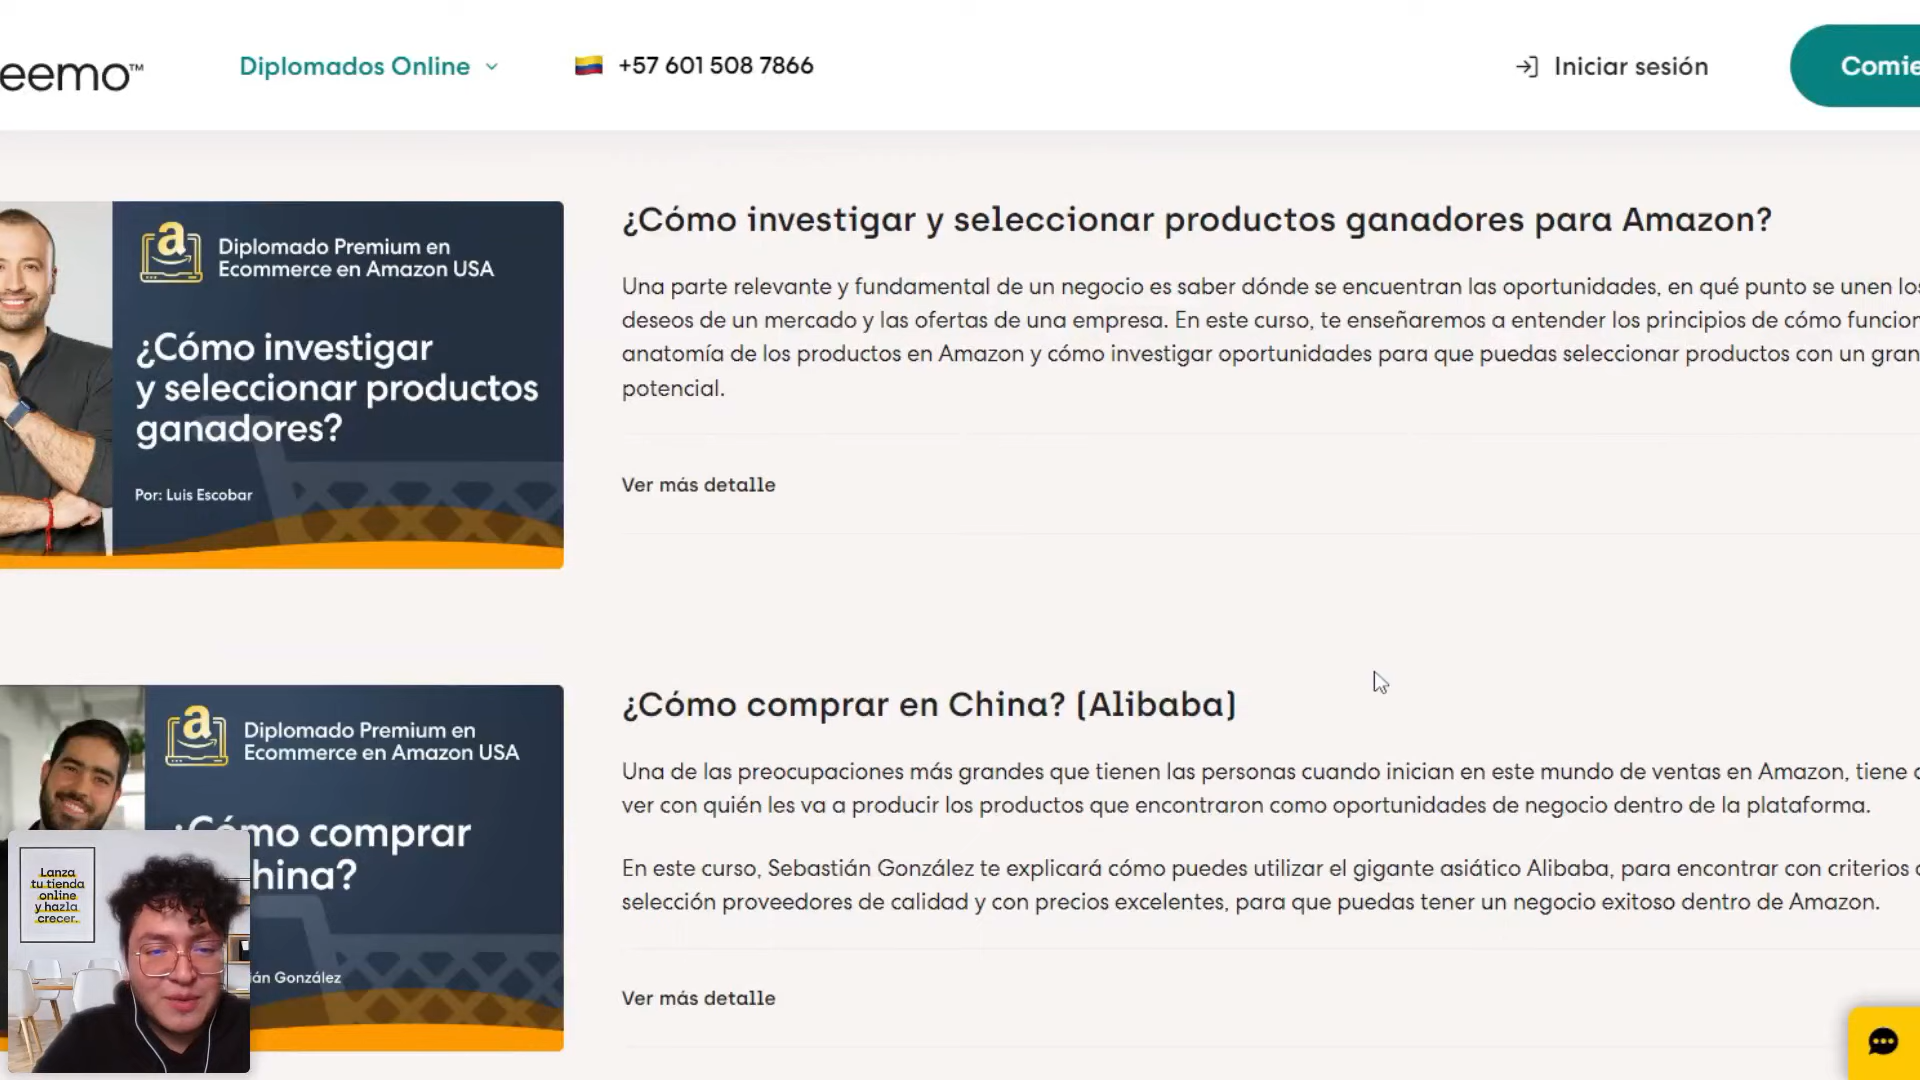 eemo™
Diplomados Online
+57 601 508 7866
Iniciar sesión
Diplomado Premium en
Ecommerce en Amazon USA
¿Cómo investigar
y seleccionar productos
ganadores?
Por: Luis Escobar
¿Cómo investigar y seleccionar productos ganadores para Amazon?
Una parte relevante y fundamental de un negocio es saber dónde se encuentran las oportunidades, en qué punto se unen los
deseos de un mercado y las ofertas de una empresa. En este curso, te enseñaremos a entender los principios de cómo funcion
anatomía de los productos en Amazon y cómo investigar oportunidades para que puedas seleccionar productos con un gran
potencial.
Ver más detalle
Diplomado Premium en
Ecommerce en Amazon USA
¿Cómo comprar
hina?
ián González
¿Cómo comprar en China? (Alibaba)
Una de las preocupaciones más grandes que tienen las personas cuando inician en este mundo de ventas en Amazon, tiene
ver con quién les va a producir los productos que encontraron como oportunidades de negocio dentro de la plataforma.
En este curso, Sebastián González te explicará cómo puedes utilizar el gigante asiático Alibaba, para encontrar con criterios
selección proveedores de calidad y con precios excelentes, para que puedas tener un negocio exitoso dentro de Amazon.
Ver más detalle
Lanza
tu tienda
online
y hazla
crecer.